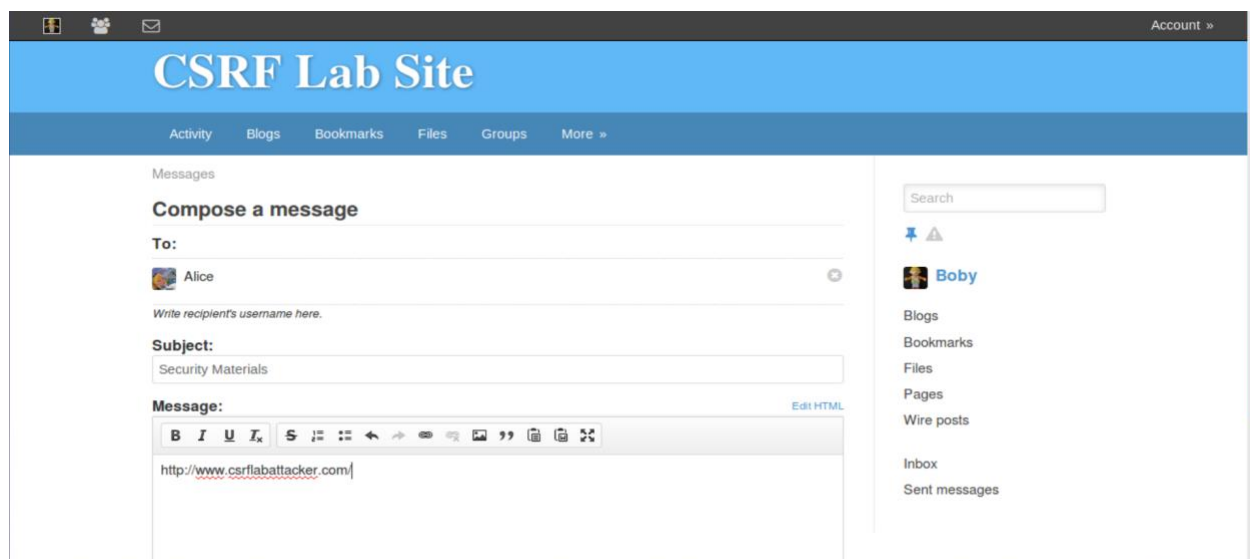 Account »
CSRF Lab Site
Activity Blogs Bookmarks Files Groups More »
Messages
Compose a message
To:
Alice
Write recipient's username here.
Subject:
Security Materials
Message:
Edit HTML
B I U Ix S
http://www.csrflabattacker.com/
Search
Boby
Blogs
Bookmarks
Files
Pages
Wire posts
Inbox
Sent messages